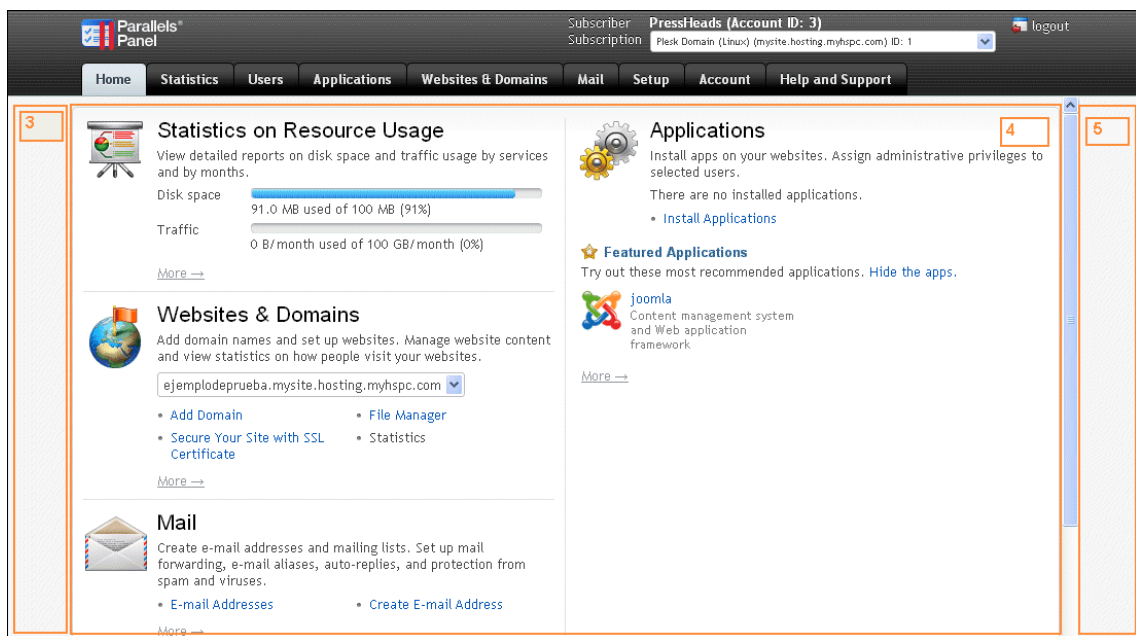 Parallels®
Panel
Subscriber PressHeads (Account ID: 3)
Subscription Plesk Domain (Linux) (mysite.hosting.myhspc.com) ID: 1
logout
Home Statistics Users Applications Websites & Domains Mail Setup Account Help and Support
3
4
5
Statistics on Resource Usage
View detailed reports on disk space and traffic usage by services
and by months.
Disk space
91.0 MB used of 100 MB (91%)
Traffic
0 B/month used of 100 GB/month (0%)
More →
Websites & Domains
Add domain names and set up websites. Manage website content
and view statistics on how people visit your websites.
ejemplodeprueba.mysite.hosting.myhspc.com
• Add Domain
• File Manager
• Secure Your Site with SSL
Certificate
• Statistics
More →
Mail
Create e-mail addresses and mailing lists. Set up mail
forwarding, e-mail aliases, auto-replies, and protection from
spam and viruses.
• E-mail Addresses
• Create E-mail Address
More →
Applications
Install apps on your websites. Assign administrative privileges to
selected users.
There are no installed applications.
• Install Applications
Featured Applications
Try out these most recommended applications. Hide the apps.
joomla
Content management system
and Web application
framework
More →